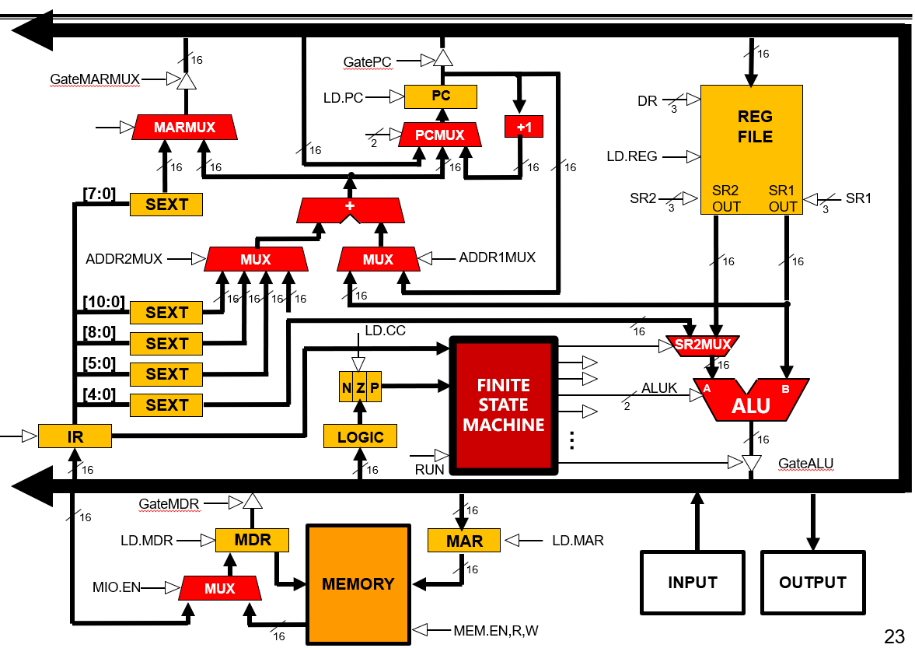 16
GateMARMUX
MARMUX
16
16
[7:0]
SEXT
ADDR2MUX
MUX
16
16
16
16
[10:0]
SEXT
[8:0]
SEXT
[5:0]
SEXT
[4:0]
SEXT
IR
16
GatePC
LD.PC
PC
2
PCMUX
+1
16
16
16
16
+
MUX
ADDR1MUX
16
16
DR
3
REG
FILE
LD.REG
SR2
3
SR2
OUT
SR1
OUT
3
SR1
16
16
16
SR2MUX
16
LD.CC
N Z P
LOGIC
16
FINITE
STATE
MACHINE
RUN
⋮
ALUK
2
A
B
ALU
16
GateALU
16
GateMDR
LD.MDR
MDR
MIO.EN
MUX
16
MEMORY
16
MAR
LD.MAR
16
MEM.EN,R,W
INPUT
OUTPUT
23